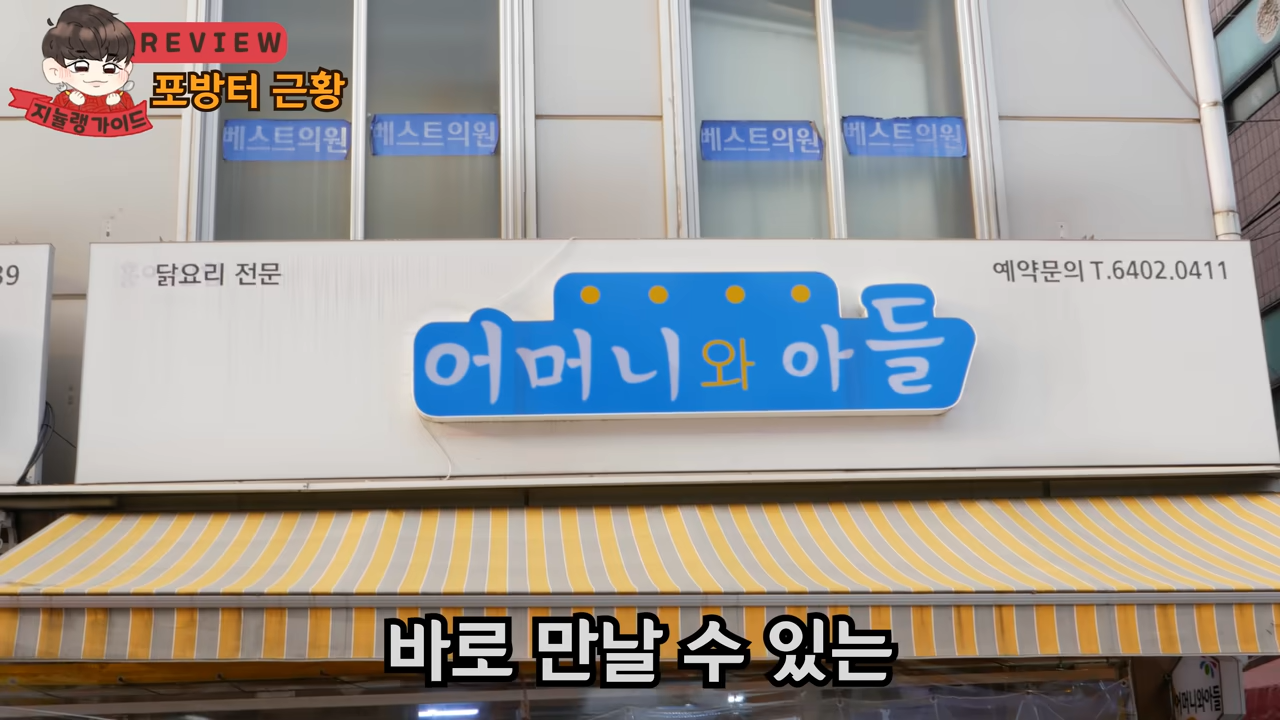 REVIEW
포방터 근황
지뉼랭가이드
베스트의원 베스트의원 베스트의원 베스트의원
39
닭요리 전문
예약문의 T.6402.0411
어머니와 아들
바로 만날 수 있는
어머니와아들